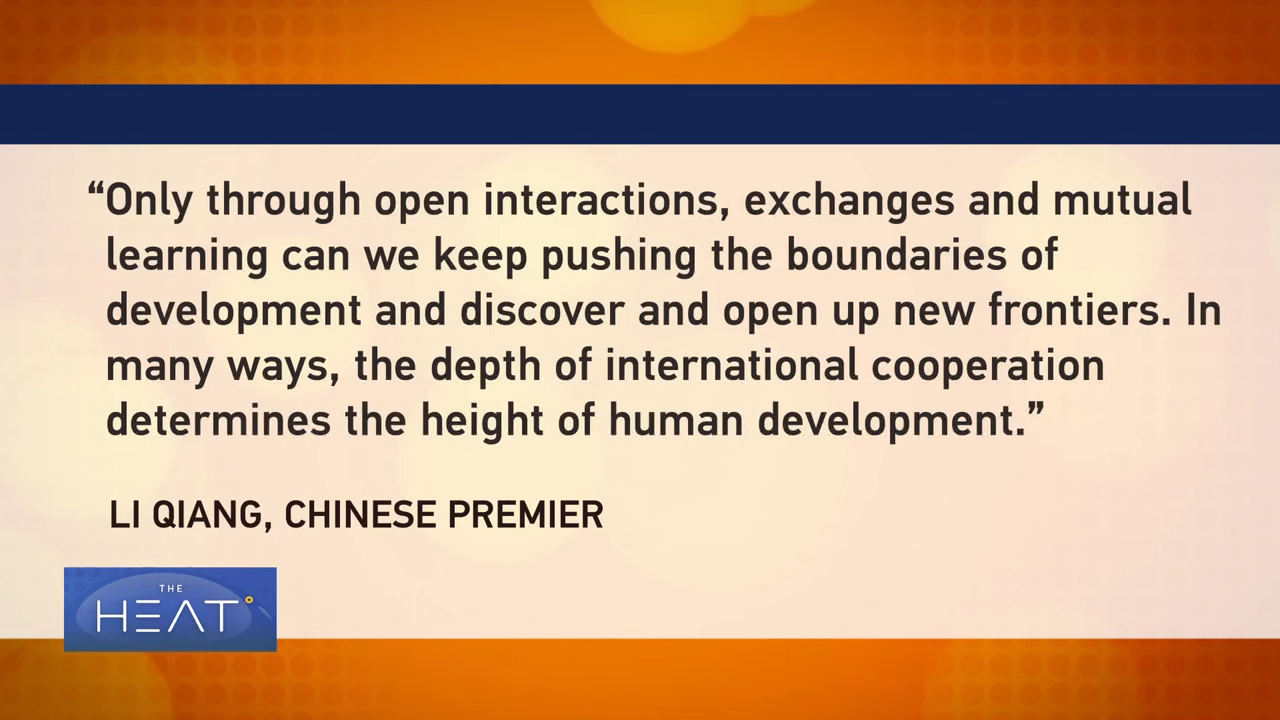 “Only through open interactions, exchanges and mutual
learning can we keep pushing the boundaries of
development and discover and open up new frontiers. In
many ways, the depth of international cooperation
determines the height of human development.”
LI QIANG, CHINESE PREMIER
THE
HEAT°